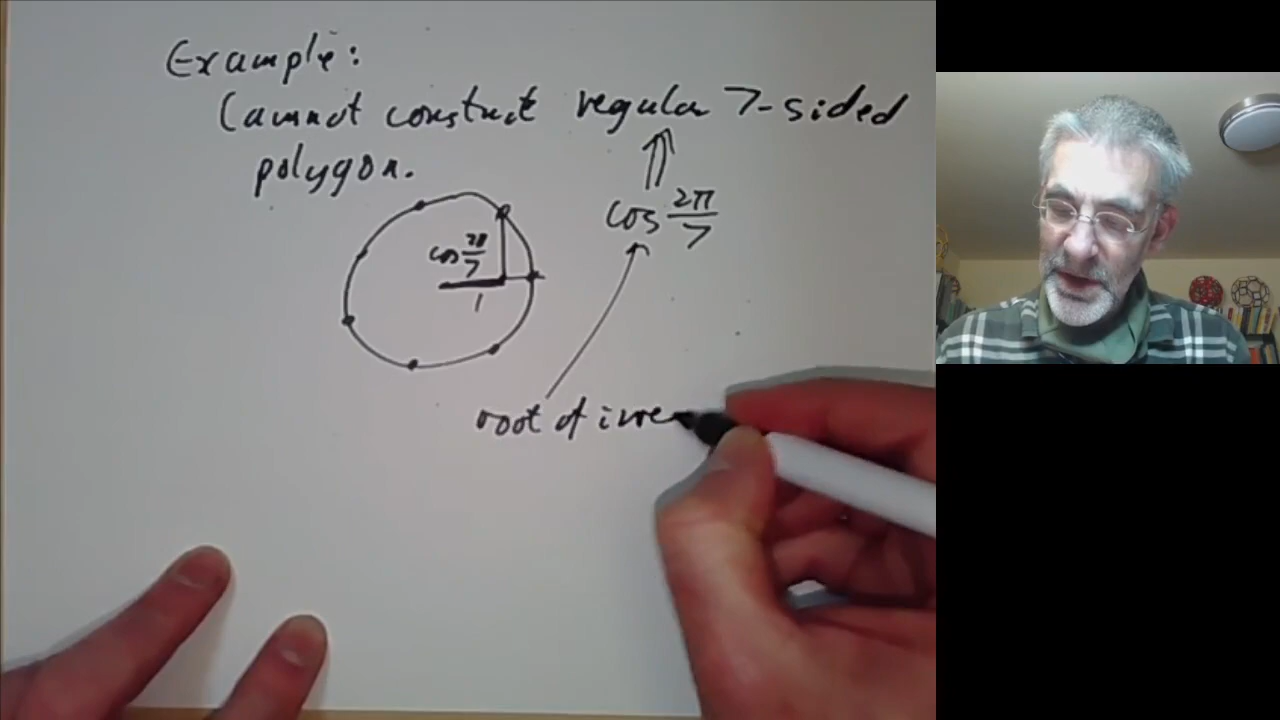 Example:
Cannot construct regular 7-sided
polygon.
cos 2π/7
cos 2π/7
1
root of irre